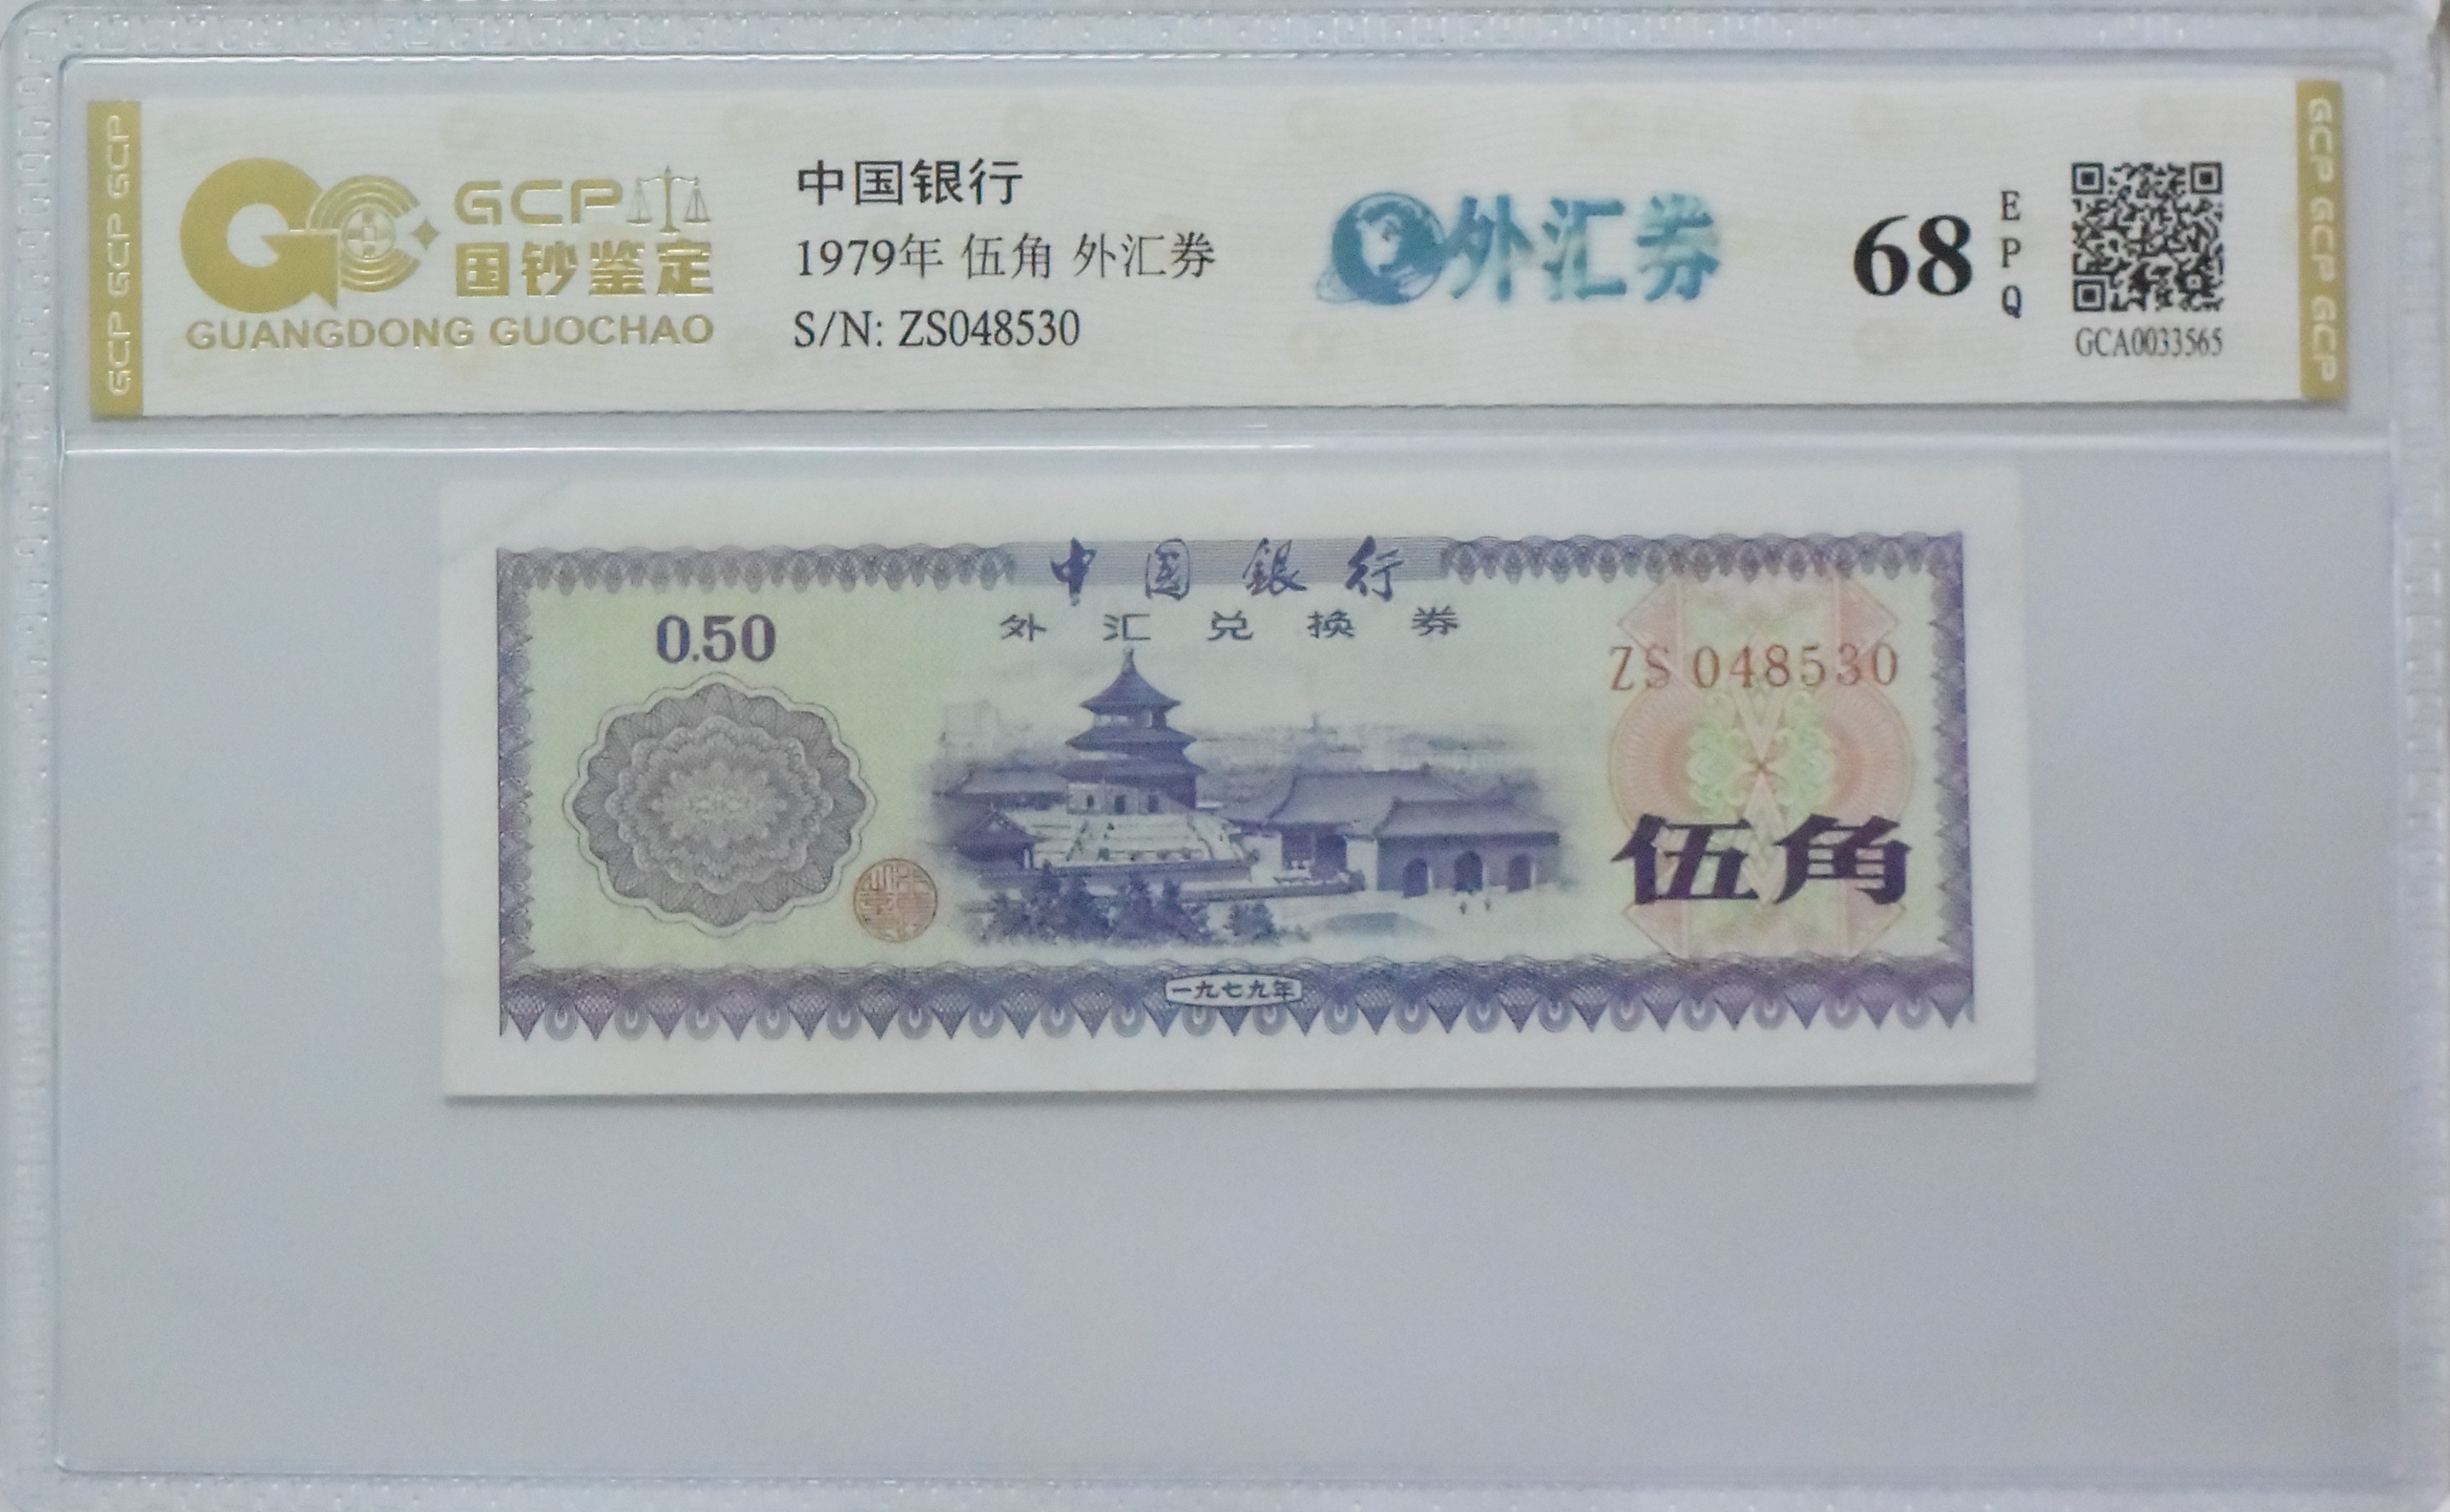 GCP GCP GCP
GCP
国钞鉴定
GUANGDONG GUOCHAO
中国银行
1979年 伍角 外汇券
S/N: ZS048530
外汇券
68
EPQ
GCA0033565
GCP GCP GCP
中国銀行
外汇兑换券
0.50
ZS 048530
伍角
一九七九年